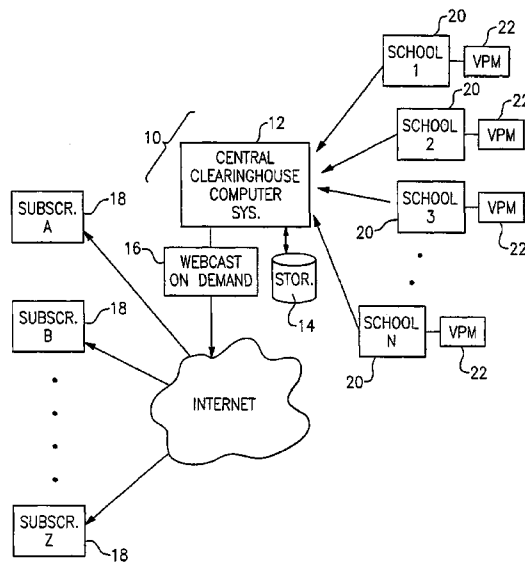 20
22
SCHOOL
1
VPM
20
22
SCHOOL
2
VPM
10
12
CENTRAL
CLEARINGHOUSE
COMPUTER
SYS.
SCHOOL
3
VPM
20
22
18
SUBSCR.
A
16
WEBCAST
ON DEMAND
STOR.
14
18
SUBSCR.
B
SCHOOL
N
VPM
20
22
INTERNET
SUBSCR.
Z
18